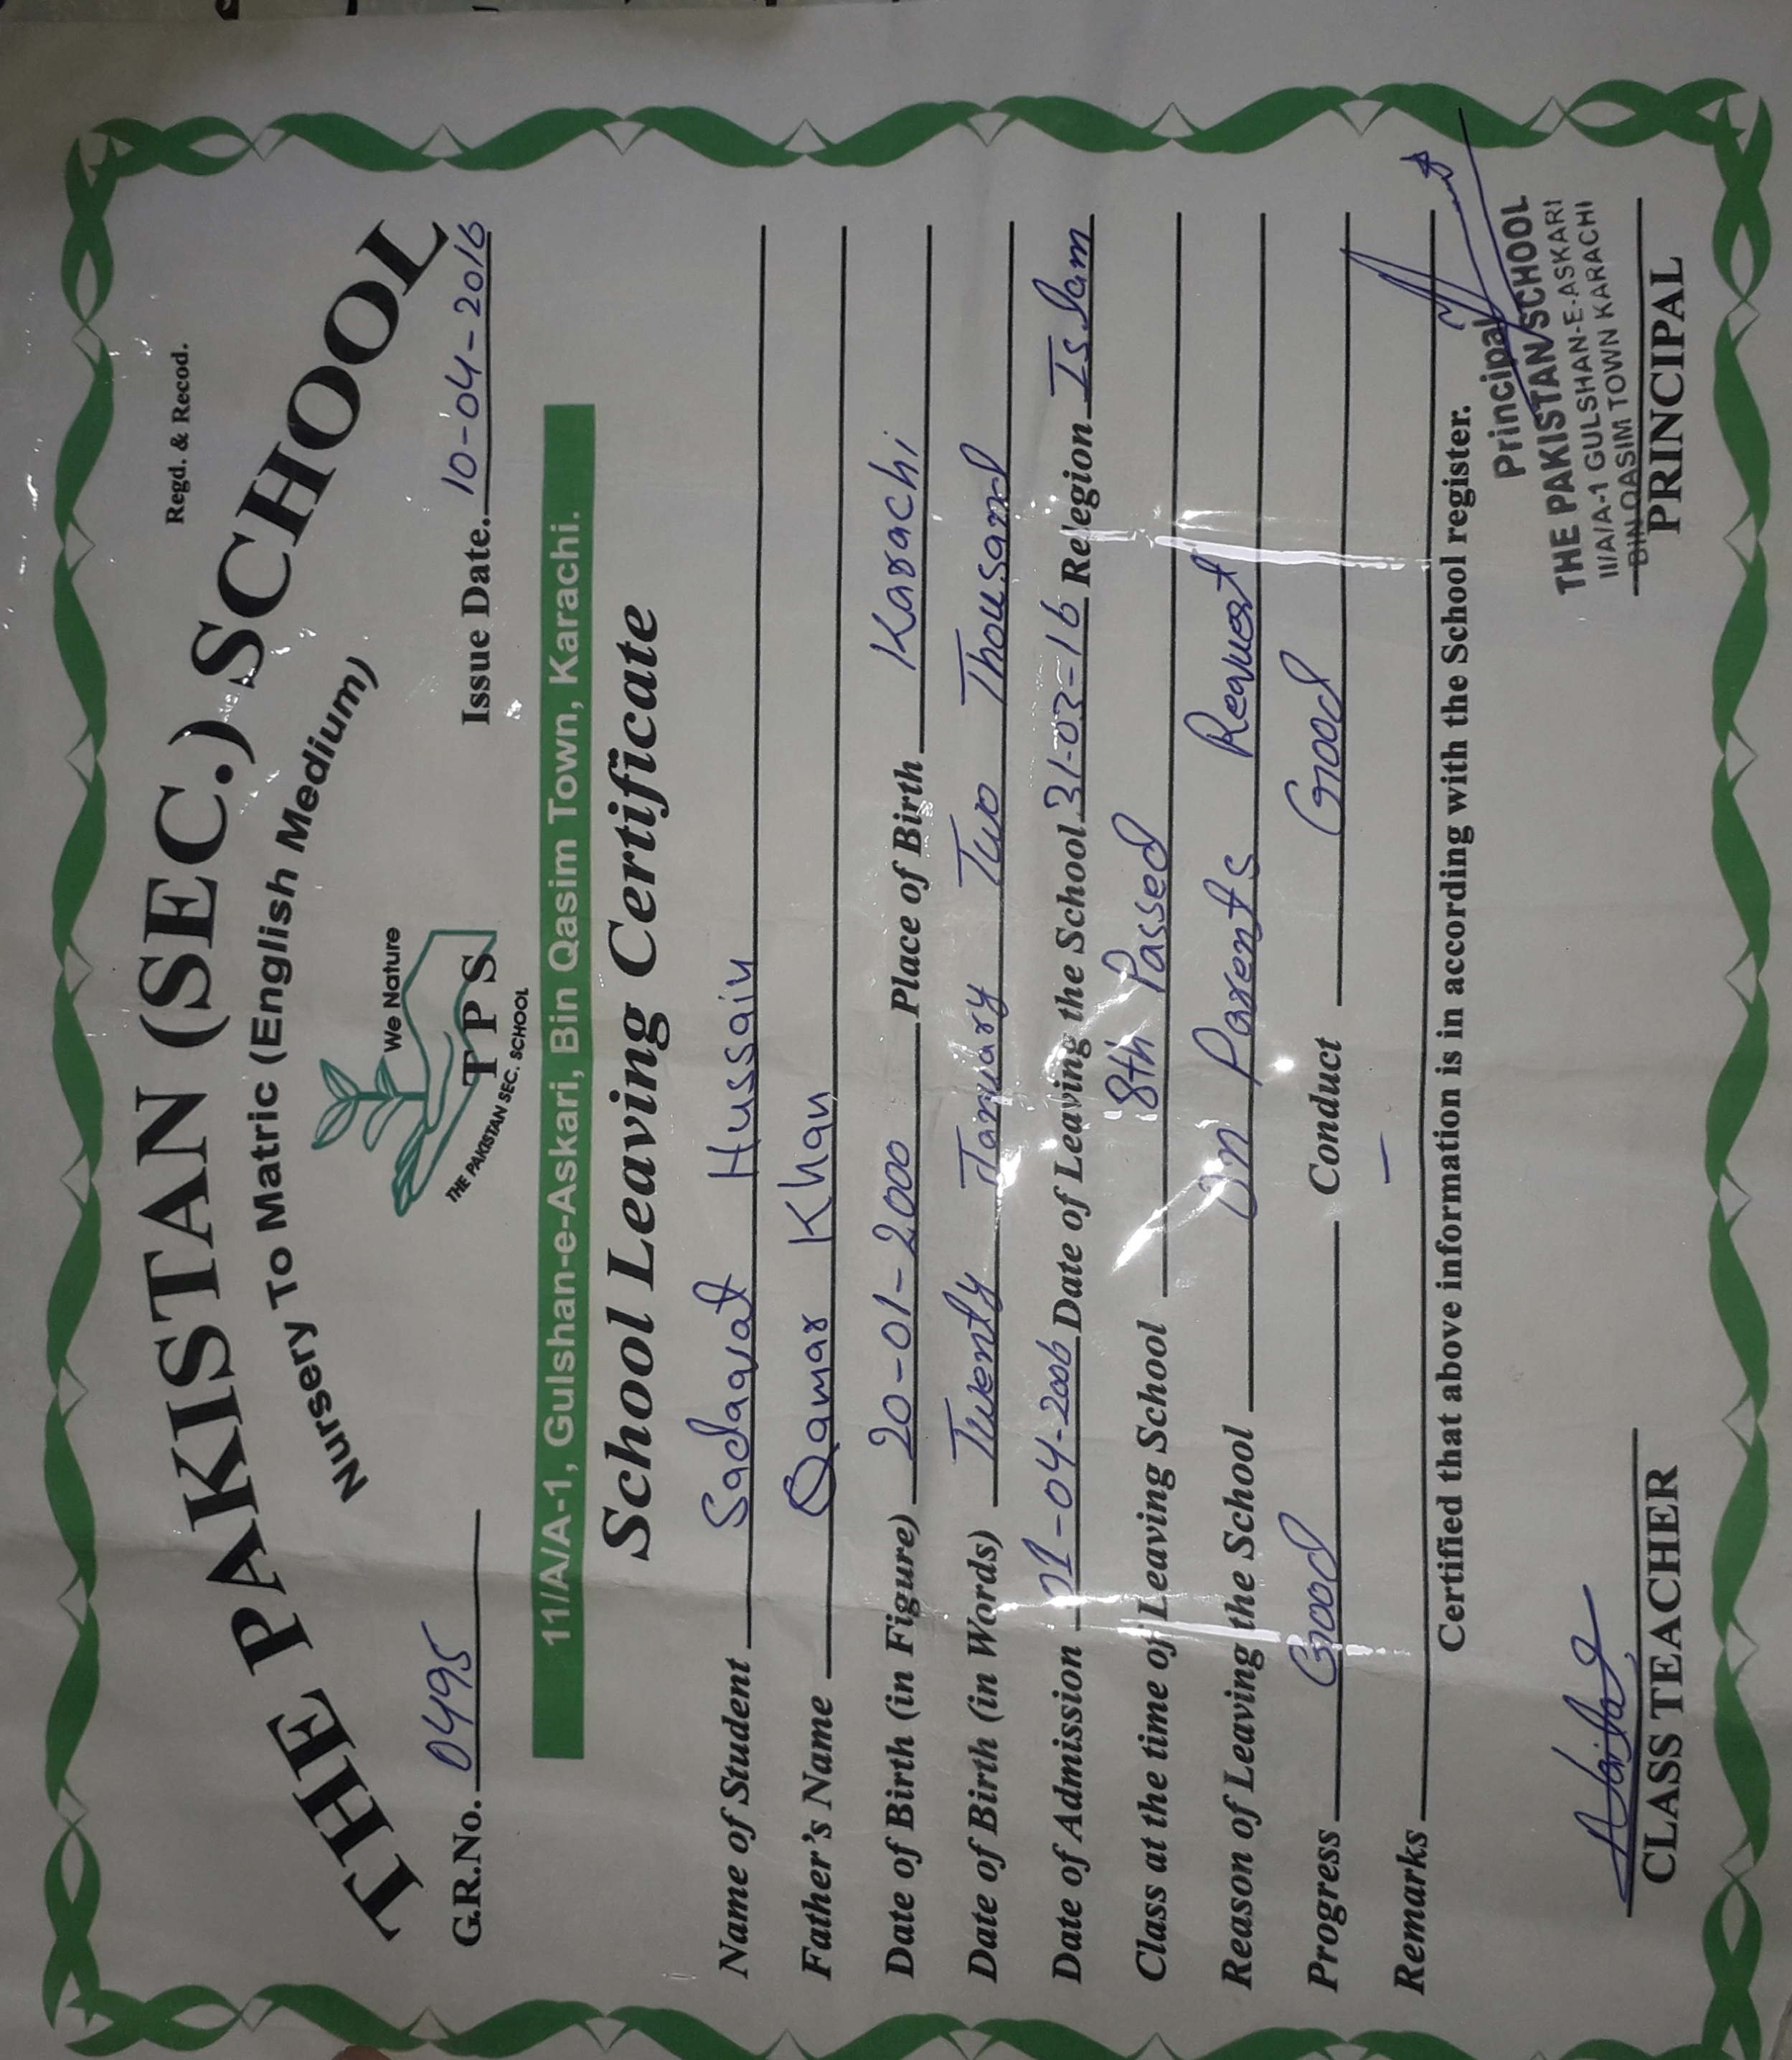 Regd. & Recod.
THE PAKISTAN (SEC.) SCHOOL
Nursery To Matric (English Medium)
We Nature
T P S
THE PAKISTAN SEC. SCHOOL
G.R.No. 0495 Issue Date. 10-04-2016
11/A/A-1, Gulshan-e-Askari, Bin Qasim Town, Karachi.
School Leaving Certificate
Name of Student Sadaqat Hussain
Father's Name Qamar Khan
Date of Birth (in Figure) 20-01-2000 Place of Birth Karachi
Date of Birth (in Words) Twenty January Two Thousand
Date of Admission 01-04-2006 Date of Leaving the School 31-03-16 Relegion Islam
Class at the time of Leaving School 8th Passed
Reason of Leaving the School On Parents Request
Progress Good Conduct Good
Remarks —
Certified that above information is in according with the School register.
Principal
THE PAKISTAN SCHOOL
11/A/A-1 GULSHAN-E-ASKARI
BIN QASIM TOWN KARACHI
CLASS TEACHER PRINCIPAL